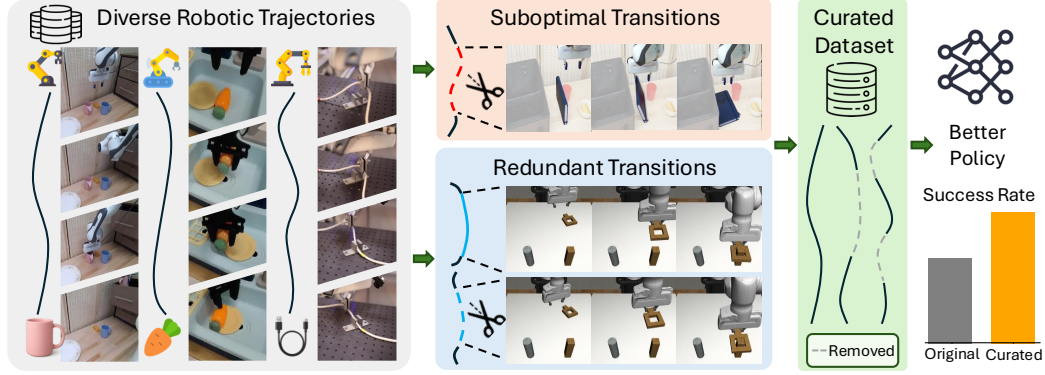 Diverse Robotic Trajectories
Suboptimal Transitions
Redundant Transitions
Curated
Dataset
Removed
Better
Policy
Success Rate
Original
Curated